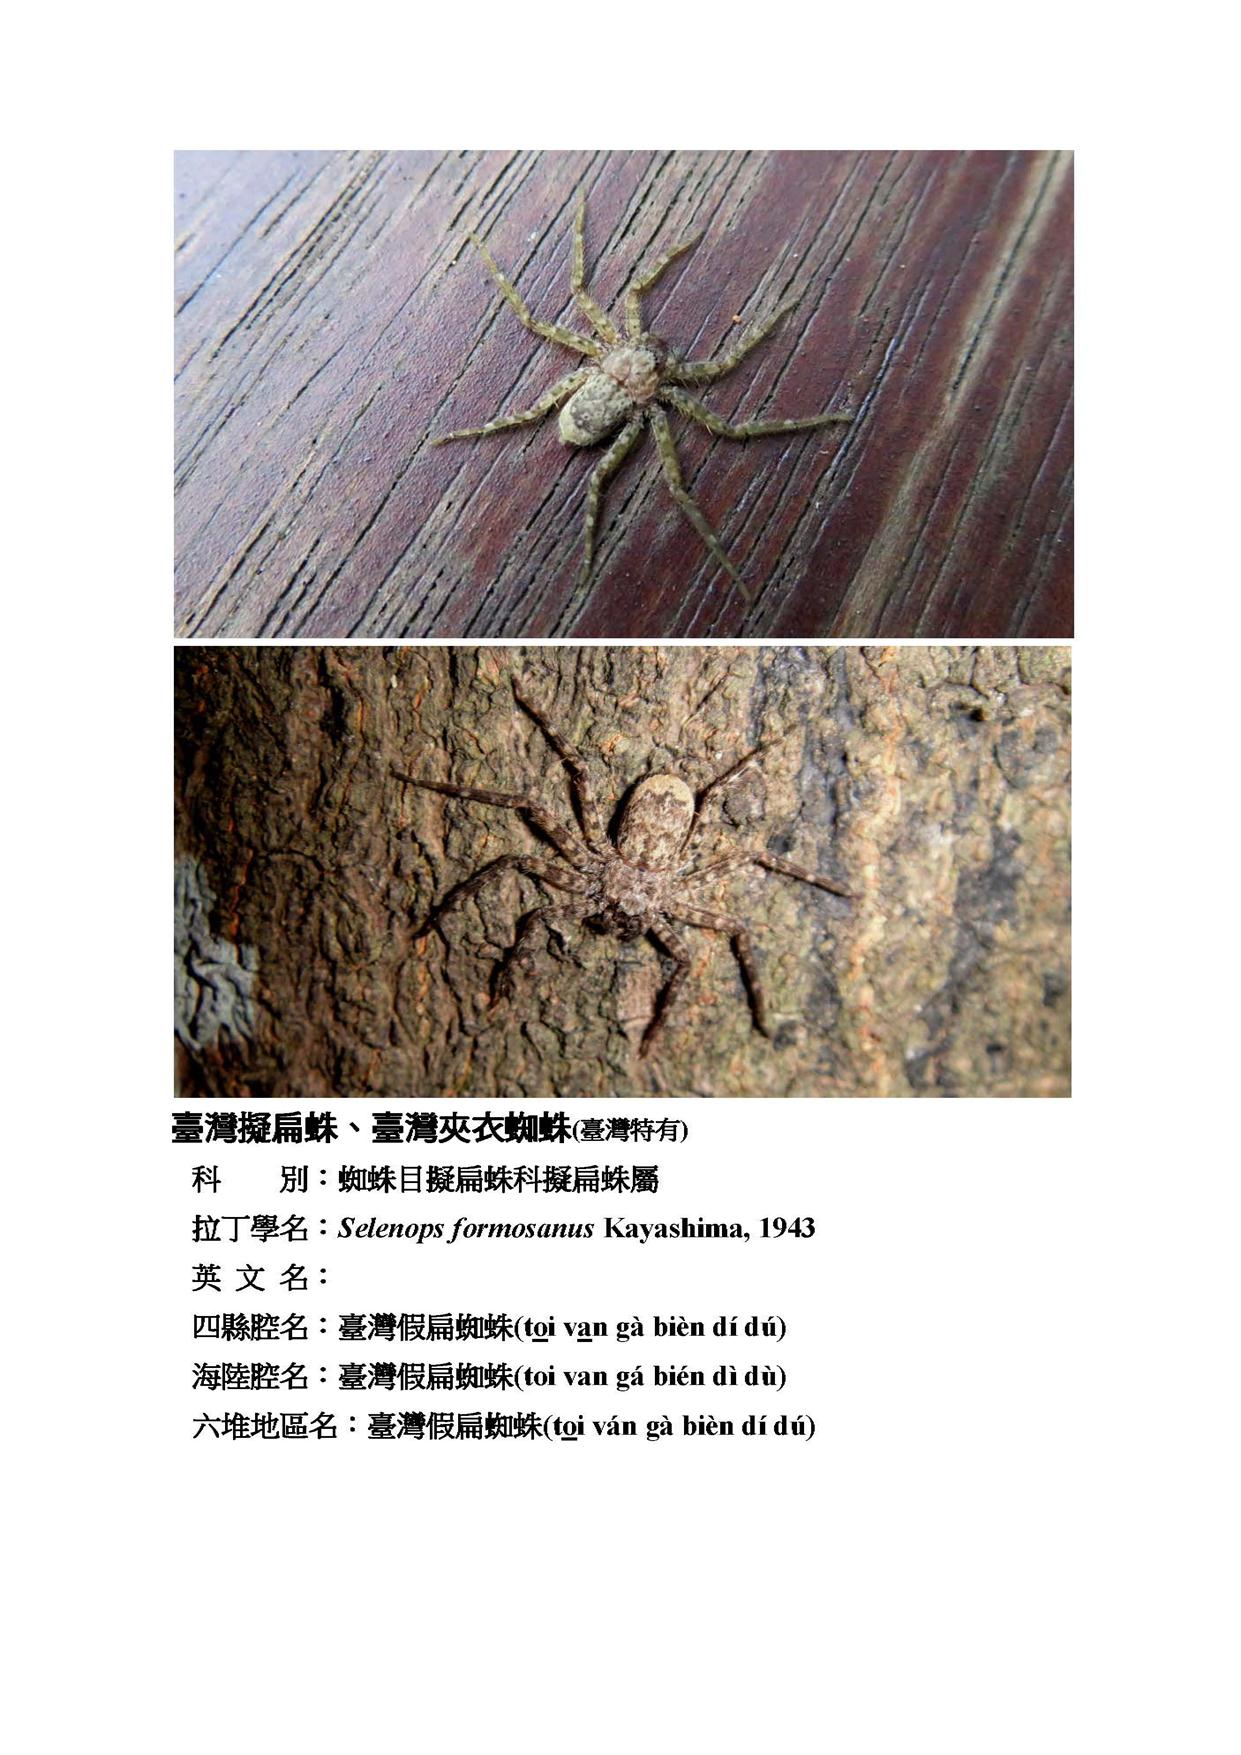 臺灣擬扁蛛、臺灣夾衣蜘蛛(臺灣特有)
科　　別：蜘蛛目擬扁蛛科擬扁蛛屬
拉丁學名：Selenops formosanus Kayashima, 1943
英 文 名：
四縣腔名：臺灣假扁蜘蛛(to̲i va̲n gà bièn dí dú)
海陸腔名：臺灣假扁蜘蛛(toi van gá bién dì dù)
六堆地區名：臺灣假扁蜘蛛(to̲i ván gà bièn dí dú)